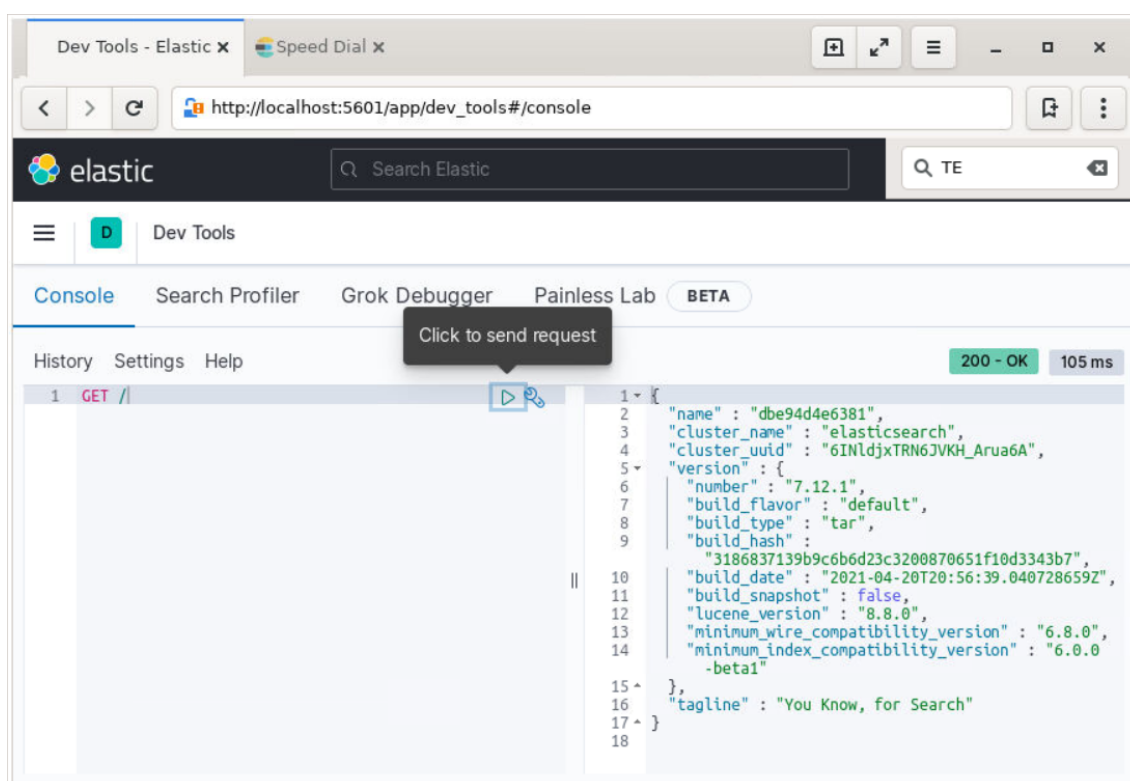 Dev Tools - Elastic Speed Dial
http://localhost:5601/app/dev_tools#/console
elastic Search Elastic TE
D Dev Tools
Console Search Profiler Grok Debugger Painless Lab BETA
Click to send request
History Settings Help 200 - OK 105 ms
1 GET /
1 {
2 "name" : "dbe94d4e6381",
3 "cluster_name" : "elasticsearch",
4 "cluster_uuid" : "6INldjxTRN6JVKH_Arua6A",
5 "version" : {
6 "number" : "7.12.1",
7 "build_flavor" : "default",
8 "build_type" : "tar",
9 "build_hash" :
"3186837139b9c6b6d23c3200870651f10d3343b7",
10 "build_date" : "2021-04-20T20:56:39.040728659Z",
11 "build_snapshot" : false,
12 "lucene_version" : "8.8.0",
13 "minimum_wire_compatibility_version" : "6.8.0",
14 "minimum_index_compatibility_version" : "6.0.0
-beta1"
15 },
16 "tagline" : "You Know, for Search"
17 }
18